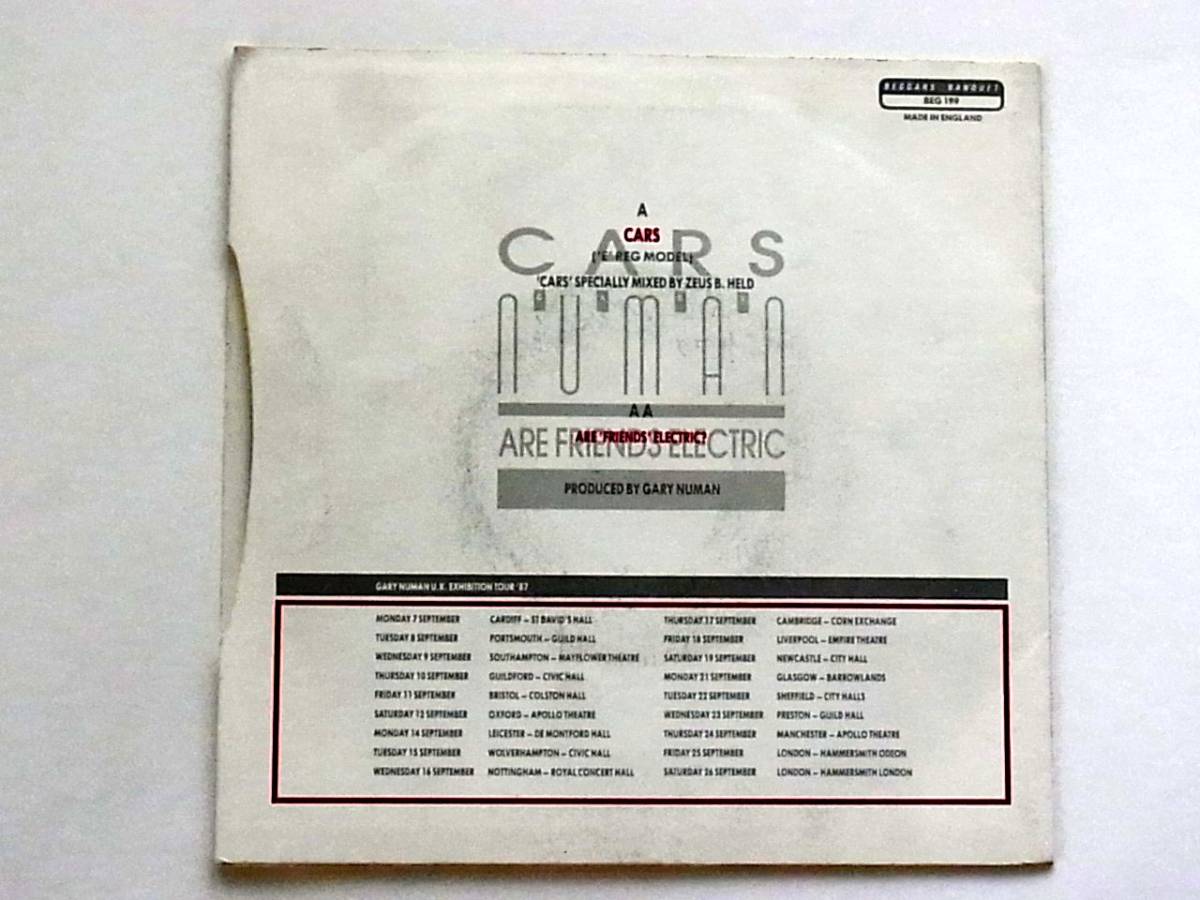 BEGGARS BANQUET
BEG 199
MADE IN ENGLAND
A
CARS
CARS
('E' REG MODEL)
'CARS' SPECIALLY MIXED BY ZEUS B. HELD
GARY
NUMAN
AA
ARE 'FRIENDS' ELECTRIC?
ARE FRIENDS ELECTRIC
PRODUCED BY GARY NUMAN
GARY NUMAN U.K. EXHIBITION TOUR '87
MONDAY 7 SEPTEMBER CARDIFF – ST DAVID'S HALL
TUESDAY 8 SEPTEMBER PORTSMOUTH – GUILD HALL
WEDNESDAY 9 SEPTEMBER SOUTHAMPTON – MAYFLOWER THEATRE
THURSDAY 10 SEPTEMBER GUILDFORD – CIVIC HALL
FRIDAY 11 SEPTEMBER BRISTOL – COLSTON HALL
SATURDAY 12 SEPTEMBER OXFORD – APOLLO THEATRE
MONDAY 14 SEPTEMBER LEICESTER – DE MONTFORD HALL
TUESDAY 15 SEPTEMBER WOLVERHAMPTON – CIVIC HALL
WEDNESDAY 16 SEPTEMBER NOTTINGHAM – ROYAL CONCERT HALL
THURSDAY 17 SEPTEMBER CAMBRIDGE – CORN EXCHANGE
FRIDAY 18 SEPTEMBER LIVERPOOL – EMPIRE THEATRE
SATURDAY 19 SEPTEMBER NEWCASTLE – CITY HALL
MONDAY 21 SEPTEMBER GLASGOW – BARROWLANDS
TUESDAY 22 SEPTEMBER SHEFFIELD – CITY HALLS
WEDNESDAY 23 SEPTEMBER PRESTON – GUILD HALL
THURSDAY 24 SEPTEMBER MANCHESTER – APOLLO THEATRE
FRIDAY 25 SEPTEMBER LONDON – HAMMERSMITH ODEON
SATURDAY 26 SEPTEMBER LONDON – HAMMERSMITH LONDON